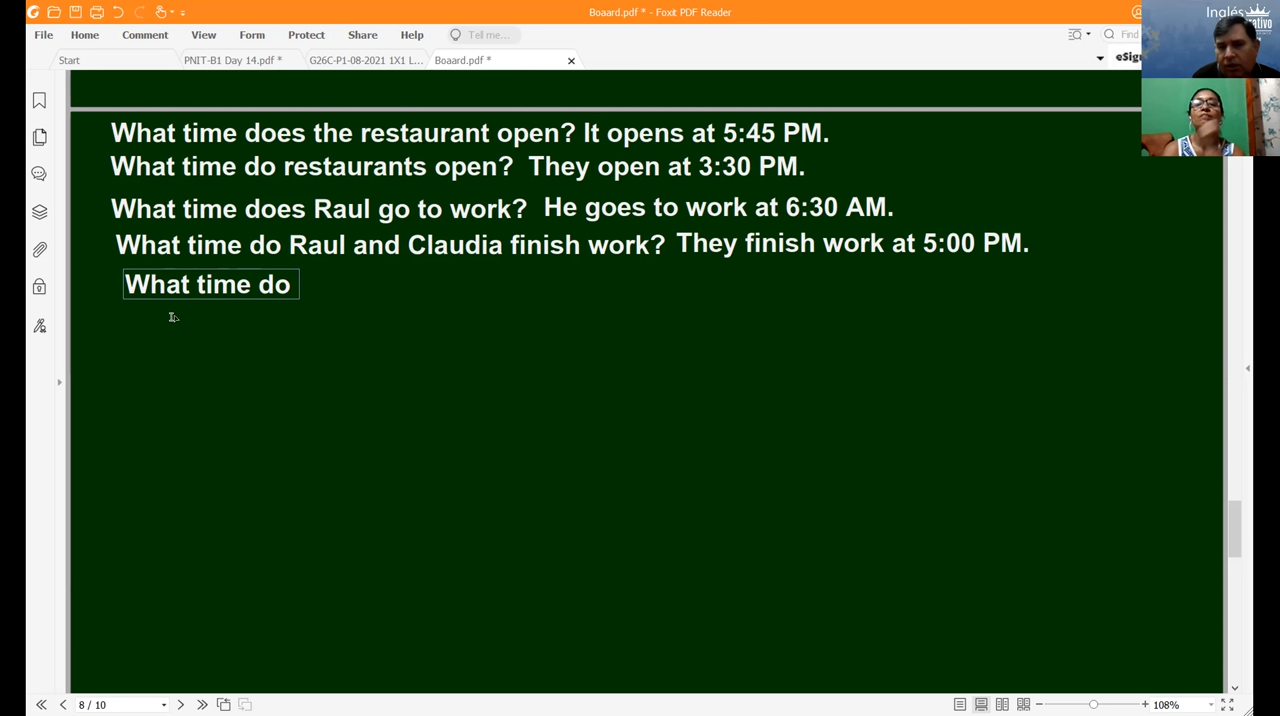 Boaard.pdf * - Foxit PDF Reader
Inglés
File Home Comment View Form Protect Share Help Tell me... Find
Start PNIT-B1 Day 14.pdf * G26C-P1-08-2021 1X1 L... Boaard.pdf * eSign
What time does the restaurant open? It opens at 5:45 PM.
What time do restaurants open? They open at 3:30 PM.
What time does Raul go to work? He goes to work at 6:30 AM.
What time do Raul and Claudia finish work? They finish work at 5:00 PM.
What time do
8 / 10 108%